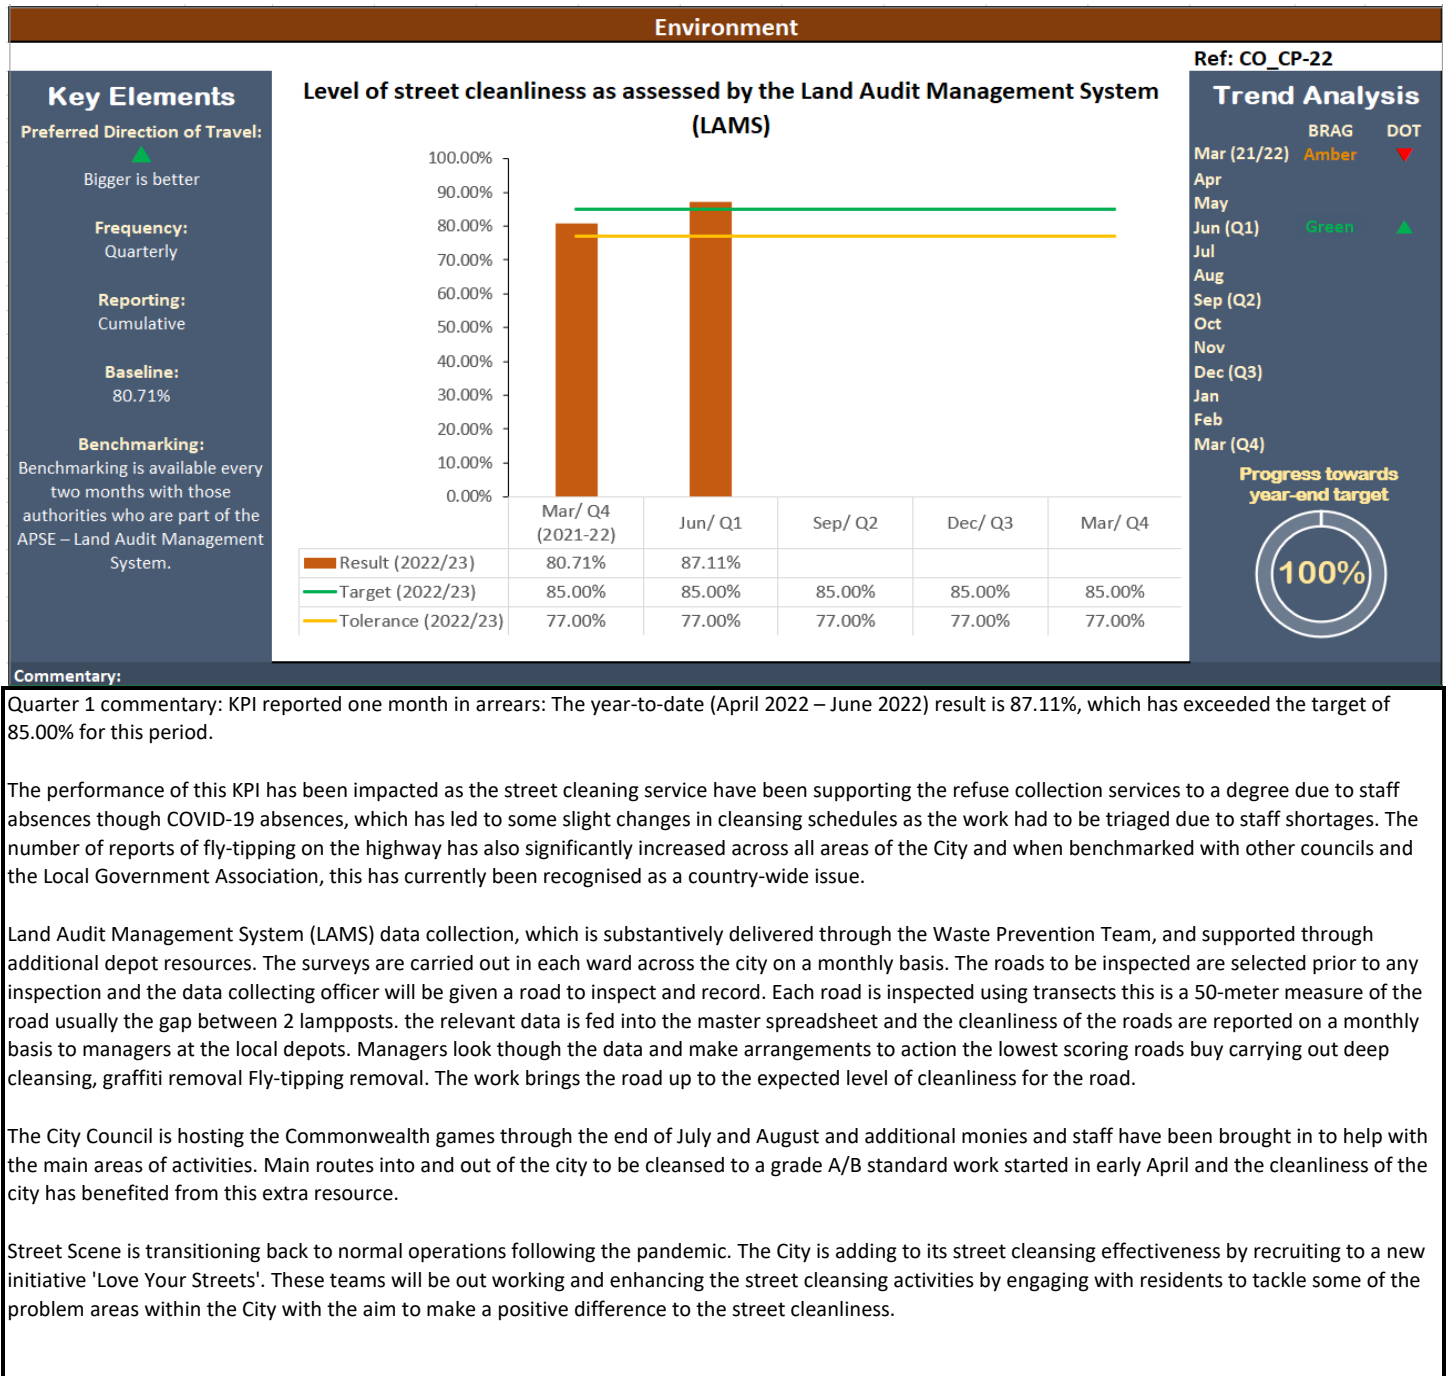 Environment
Ref: CO_CP-22
Key Elements
Preferred Direction of Travel:
Bigger is better
Frequency:
Quarterly
Reporting:
Cumulative
Baseline:
80.71%
Benchmarking:
Benchmarking is available every
two months with those
authorities who are part of the
APSE – Land Audit Management
System.
Level of street cleanliness as assessed by the Land Audit Management System
(LAMS)
100.00%
90.00%
80.00%
70.00%
60.00%
50.00%
40.00%
30.00%
20.00%
10.00%
0.00%
Mar/ Q4
(2021-22)
Jun/ Q1
Sep/ Q2
Dec/ Q3
Mar/ Q4
Result (2022/23) 80.71% 87.11%
Target (2022/23) 85.00% 85.00% 85.00% 85.00% 85.00%
Tolerance (2022/23) 77.00% 77.00% 77.00% 77.00% 77.00%
Trend Analysis
BRAG DOT
Mar (21/22) Amber
Apr
May
Jun (Q1) Green
Jul
Aug
Sep (Q2)
Oct
Nov
Dec (Q3)
Jan
Feb
Mar (Q4)
Progress towards
year-end target
100%
Commentary:
Quarter 1 commentary: KPI reported one month in arrears: The year-to-date (April 2022 – June 2022) result is 87.11%, which has exceeded the target of
85.00% for this period.
The performance of this KPI has been impacted as the street cleaning service have been supporting the refuse collection services to a degree due to staff
absences though COVID-19 absences, which has led to some slight changes in cleansing schedules as the work had to be triaged due to staff shortages. The
number of reports of fly-tipping on the highway has also significantly increased across all areas of the City and when benchmarked with other councils and
the Local Government Association, this has currently been recognised as a country-wide issue.
Land Audit Management System (LAMS) data collection, which is substantively delivered through the Waste Prevention Team, and supported through
additional depot resources. The surveys are carried out in each ward across the city on a monthly basis. The roads to be inspected are selected prior to any
inspection and the data collecting officer will be given a road to inspect and record. Each road is inspected using transects this is a 50-meter measure of the
road usually the gap between 2 lampposts. the relevant data is fed into the master spreadsheet and the cleanliness of the roads are reported on a monthly
basis to managers at the local depots. Managers look though the data and make arrangements to action the lowest scoring roads buy carrying out deep
cleansing, graffiti removal Fly-tipping removal. The work brings the road up to the expected level of cleanliness for the road.
The City Council is hosting the Commonwealth games through the end of July and August and additional monies and staff have been brought in to help with
the main areas of activities. Main routes into and out of the city to be cleansed to a grade A/B standard work started in early April and the cleanliness of the
city has benefited from this extra resource.
Street Scene is transitioning back to normal operations following the pandemic. The City is adding to its street cleansing effectiveness by recruiting to a new
initiative 'Love Your Streets'. These teams will be out working and enhancing the street cleansing activities by engaging with residents to tackle some of the
problem areas within the City with the aim to make a positive difference to the street cleanliness.